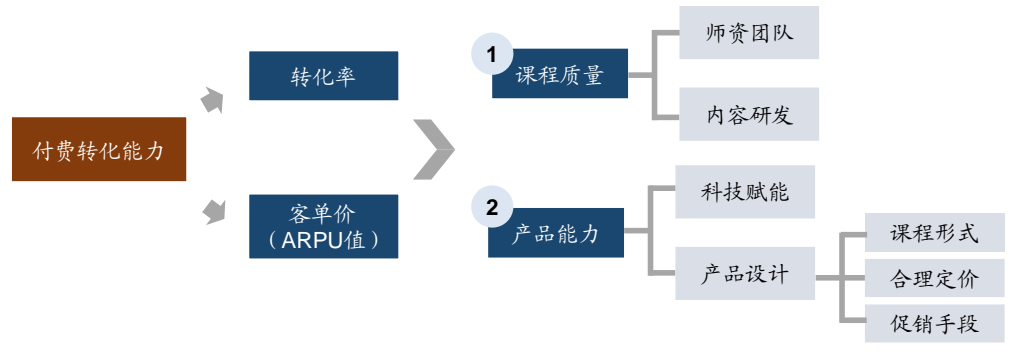 付费转化能力
转化率
客单价
（ARPU值）
1
课程质量
师资团队
内容研发
2
产品能力
科技赋能
产品设计
课程形式
合理定价
促销手段